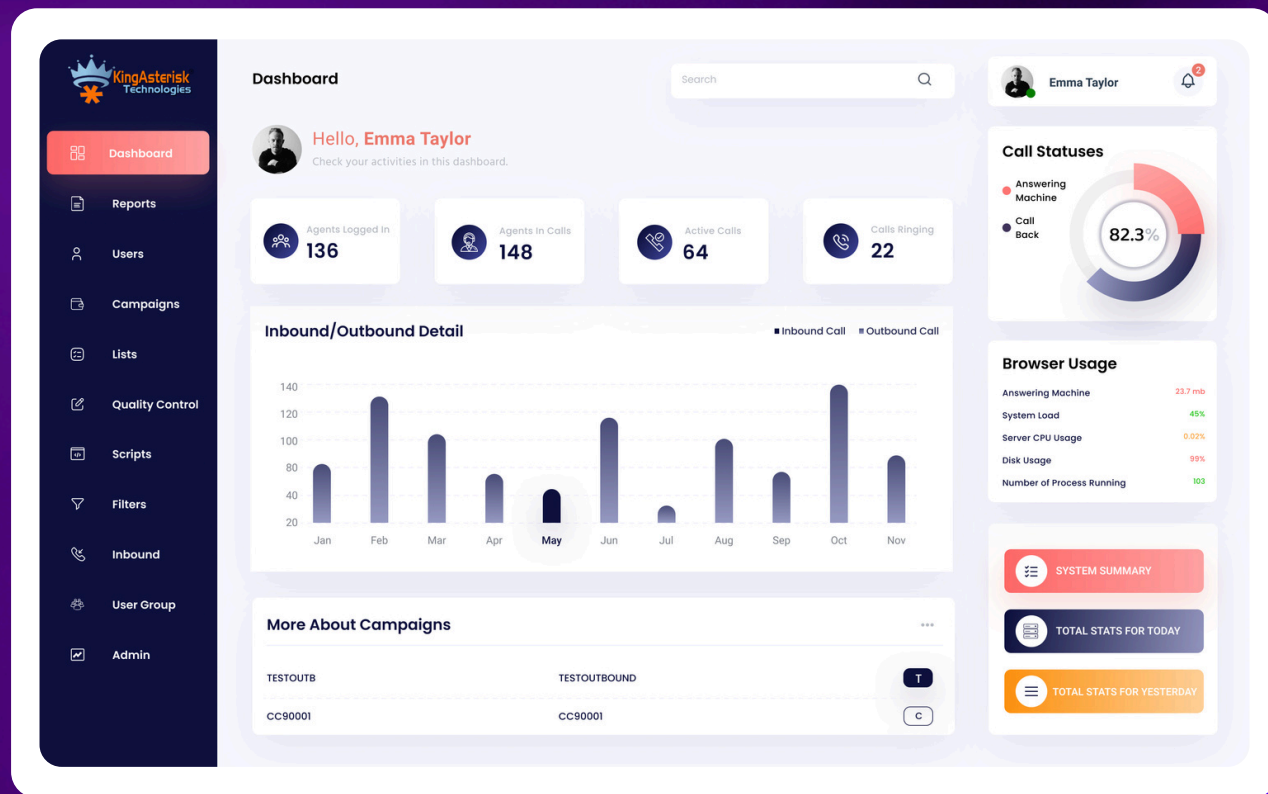 KingAsterisk
Technologies
Dashboard
Reports
Users
Campaigns
Lists
Quality Control
Scripts
Filters
Inbound
User Group
Admin
Dashboard
Search
Hello, Emma Taylor
Check your activities in this dashboard.
Agents Logged In
136
Agents In Calls
148
Active Calls
64
Calls Ringing
22
Inbound/Outbound Detail
Inbound Call Outbound Call
140
120
100
80
40
20
Jan Feb Mar Apr May Jun Jul Aug Sep Oct Nov
More About Campaigns
TESTOUTB TESTOUTBOUND T
CC90001 CC90001 C
Emma Taylor 2
Call Statuses
Answering
Machine
Call
Back
82.3%
Browser Usage
Answering Machine 23.7 mb
System Load 45%
Server CPU Usage 0.02%
Disk Usage 99%
Number of Process Running 103
SYSTEM SUMMARY
TOTAL STATS FOR TODAY
TOTAL STATS FOR YESTERDAY